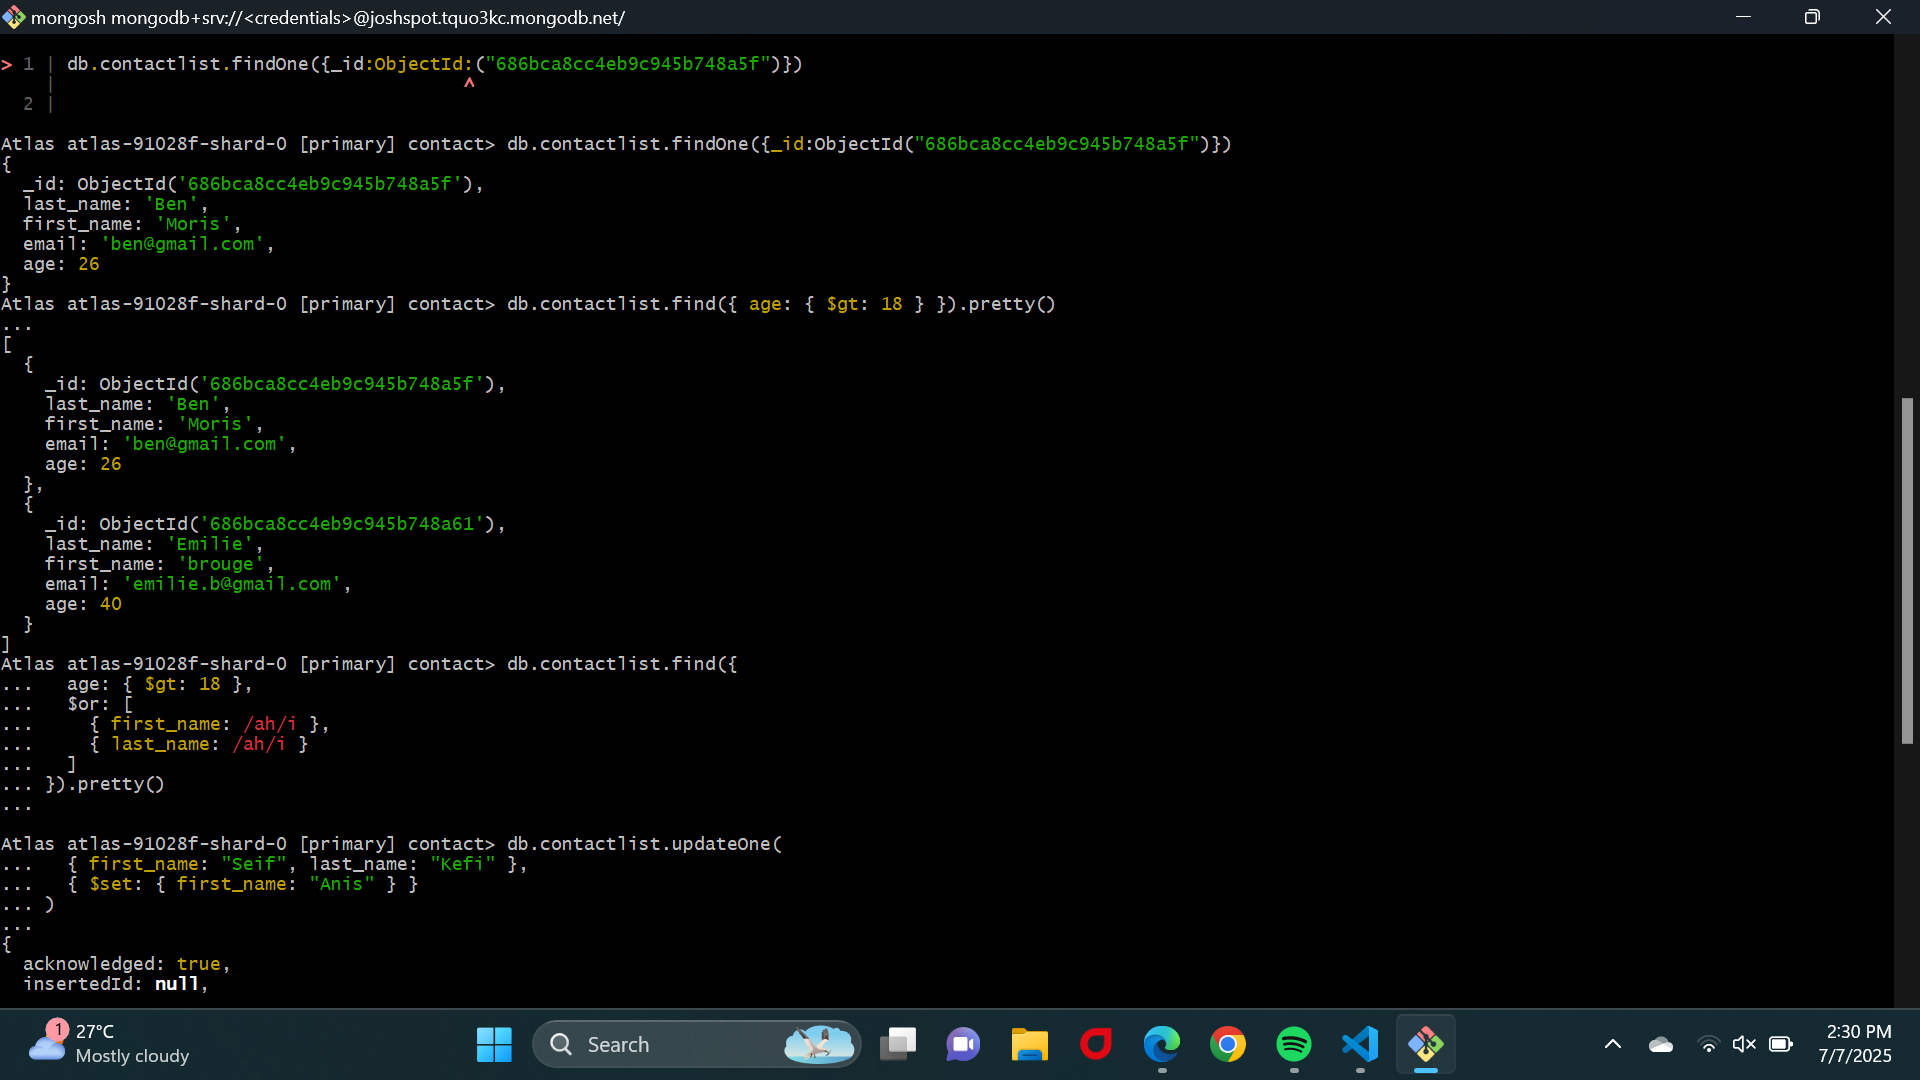 mongosh mongodb+srv://<credentials>@joshspot.tquo3kc.mongodb.net/
> 1 | db.contactlist.findOne({_id:ObjectId:("686bca8cc4eb9c945b748a5f")})
| ^
2 |
Atlas atlas-91028f-shard-0 [primary] contact> db.contactlist.findOne({_id:ObjectId("686bca8cc4eb9c945b748a5f")})
{
_id: ObjectId('686bca8cc4eb9c945b748a5f'),
last_name: 'Ben',
first_name: 'Moris',
email: 'ben@gmail.com',
age: 26
}
Atlas atlas-91028f-shard-0 [primary] contact> db.contactlist.find({ age: { $gt: 18 } }).pretty()
...
[
{
_id: ObjectId('686bca8cc4eb9c945b748a5f'),
last_name: 'Ben',
first_name: 'Moris',
email: 'ben@gmail.com',
age: 26
},
{
_id: ObjectId('686bca8cc4eb9c945b748a61'),
last_name: 'Emilie',
first_name: 'brouge',
email: 'emilie.b@gmail.com',
age: 40
}
]
Atlas atlas-91028f-shard-0 [primary] contact> db.contactlist.find({
... age: { $gt: 18 },
... $or: [
... { first_name: /ah/i },
... { last_name: /ah/i }
... ]
... }).pretty()
...
Atlas atlas-91028f-shard-0 [primary] contact> db.contactlist.updateOne(
... { first_name: "Seif", last_name: "Kefi" },
... { $set: { first_name: "Anis" } }
... )
...
{
acknowledged: true,
insertedId: null,
1
27°C
Mostly cloudy
Search
2:30 PM
7/7/2025